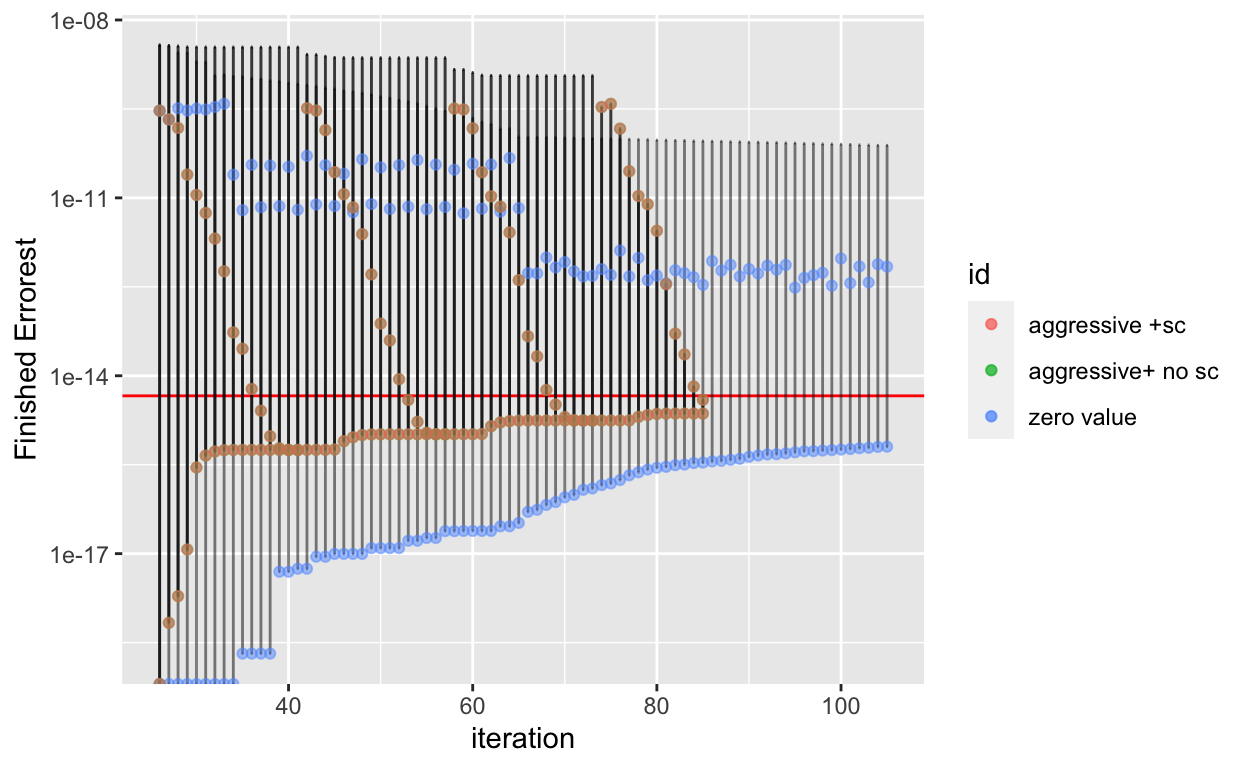 1e-08
1e-11
1e-14
1e-17
Finished Errorest
40
60
80
100
iteration
id
aggressive +sc
aggressive+ no sc
zero value